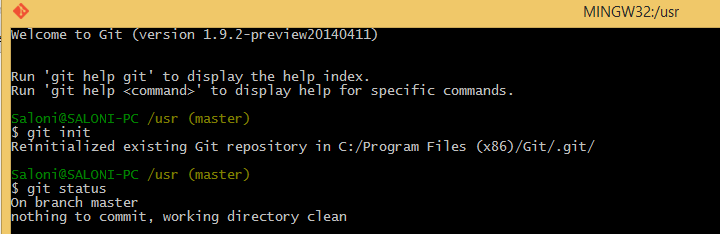 MINGW32:/usr
Welcome to Git (version 1.9.2-preview20140411)
Run 'git help git' to display the help index.
Run 'git help <command>' to display help for specific commands.
Saloni@SALONI-PC /usr (master)
$ git init
Reinitialized existing Git repository in C:/Program Files (x86)/Git/.git/
Saloni@SALONI-PC /usr (master)
$ git status
On branch master
nothing to commit, working directory clean